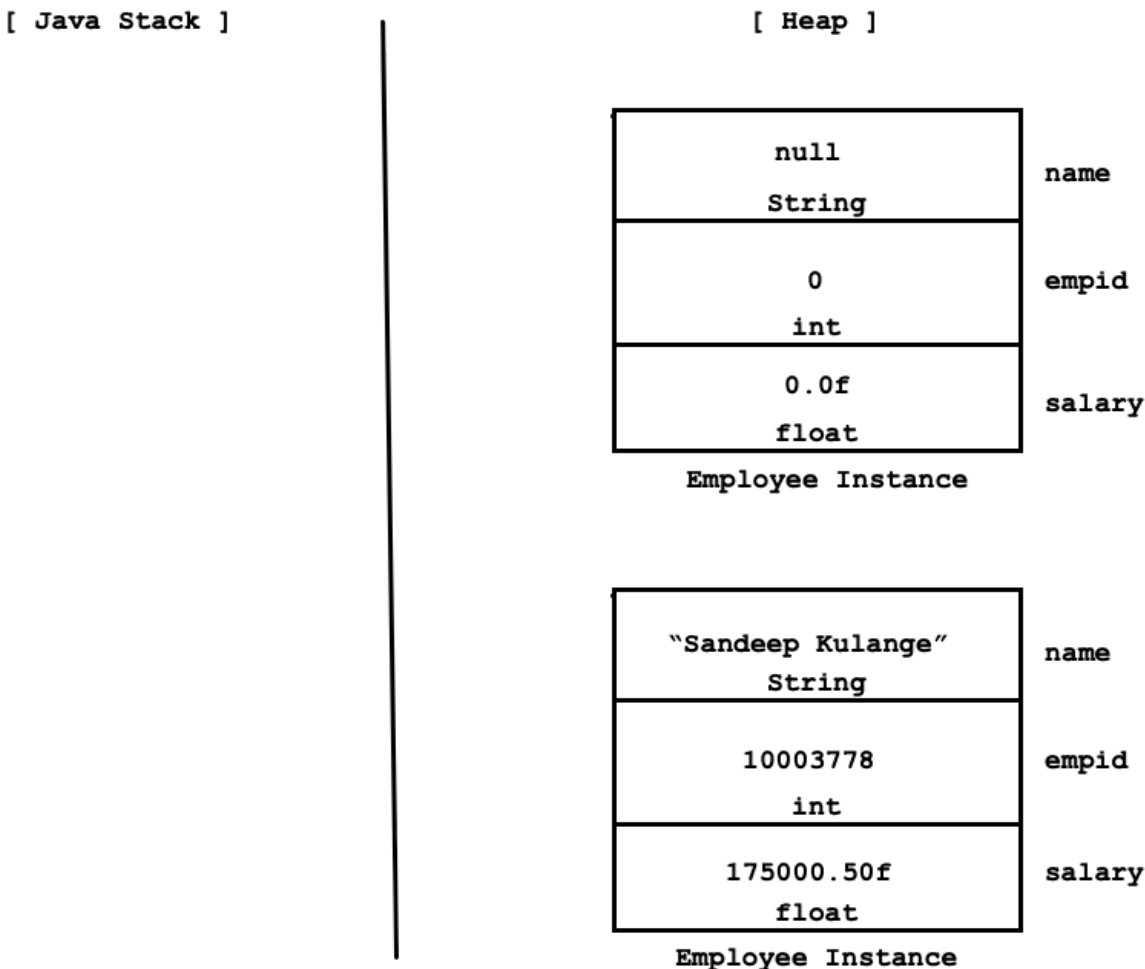 [ Java Stack ]
[ Heap ]
null
String
name
0
int
empid
0.0f
float
salary
Employee Instance
“Sandeep Kulange”
String
name
10003778
int
empid
175000.50f
float
salary
Employee Instance